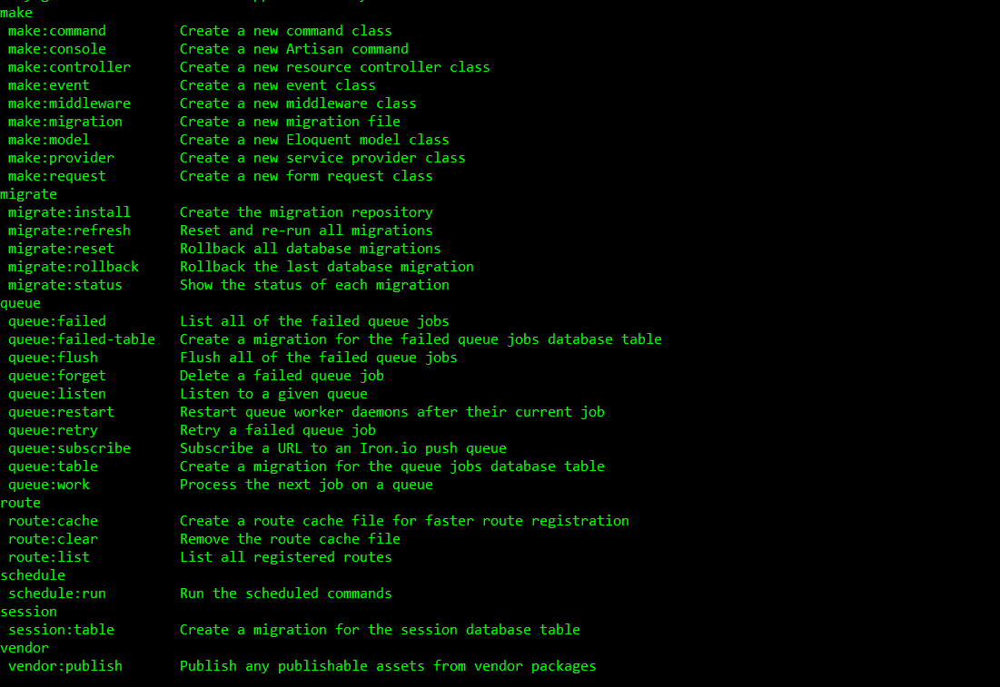 make
 make:command         Create a new command class
 make:console         Create a new Artisan command
 make:controller      Create a new resource controller class
 make:event           Create a new event class
 make:middleware      Create a new middleware class
 make:migration       Create a new migration file
 make:model           Create a new Eloquent model class
 make:provider        Create a new service provider class
 make:request         Create a new form request class
migrate
 migrate:install      Create the migration repository
 migrate:refresh      Reset and re-run all migrations
 migrate:reset        Rollback all database migrations
 migrate:rollback     Rollback the last database migration
 migrate:status       Show the status of each migration
queue
 queue:failed         List all of the failed queue jobs
 queue:failed-table   Create a migration for the failed queue jobs database table
 queue:flush          Flush all of the failed queue jobs
 queue:forget         Delete a failed queue job
 queue:listen         Listen to a given queue
 queue:restart        Restart queue worker daemons after their current job
 queue:retry          Retry a failed queue job
 queue:subscribe      Subscribe a URL to an Iron.io push queue
 queue:table          Create a migration for the queue jobs database table
 queue:work           Process the next job on a queue
route
 route:cache          Create a route cache file for faster route registration
 route:clear          Remove the route cache file
 route:list           List all registered routes
schedule
 schedule:run         Run the scheduled commands
session
 session:table        Create a migration for the session database table
vendor
 vendor:publish       Publish any publishable assets from vendor packages